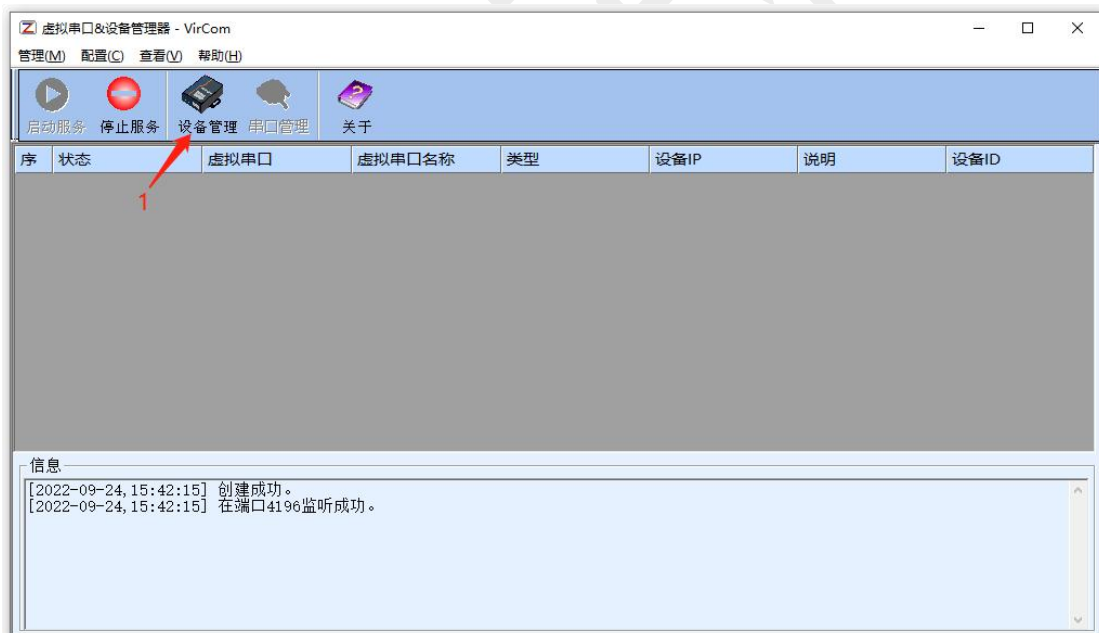 虚拟串口&设备管理器 - VirCom
管理(M) 配置(C) 查看(V) 帮助(H)
启动服务 停止服务 设备管理 串口管理 关于
序 状态 虚拟串口 虚拟串口名称 类型 设备IP 说明 设备ID
1
信息
[2022-09-24,15:42:15] 创建成功。
[2022-09-24,15:42:15] 在端口4196监听成功。